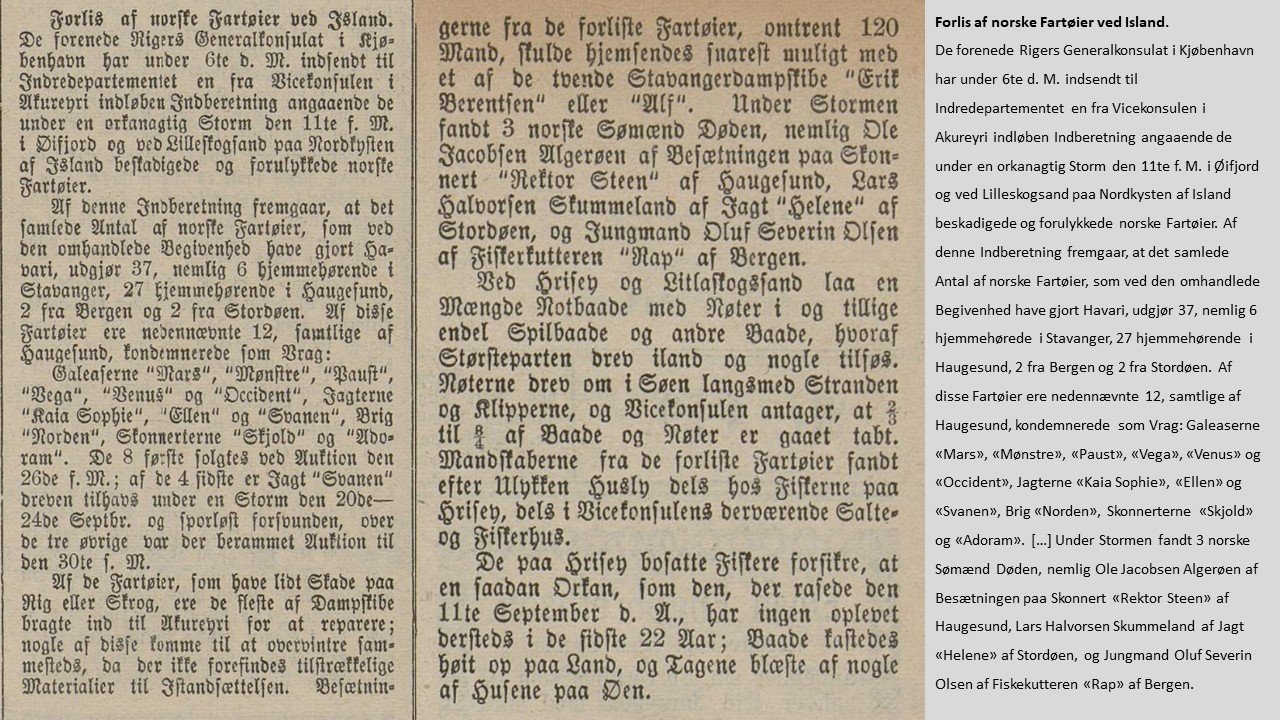 Forlis af norske Fartøier ved Island.
De forenede Rigers Generalkonsulat i Kjø-
benhavn har under 6te d. M. indsendt til
Indredepartementet en fra Vicekonsulen i
Akureyri indløben Indberetning angaaende de
under en orkanagtig Storm den 11te f. M.
i Øifjord og ved Lilleskogsand paa Nordkysten
af Island beskadigede og forulykkede norske
Fartøier.
Af denne Indberetning fremgaar, at det
samlede Antal af norske Fartøier, som ved
den omhandlede Begivenhed have gjort Ha-
vari, udgjør 37, nemlig 6 hjemmehørende i
Stavanger, 27 hjemmehørende i Haugesund,
2 fra Bergen og 2 fra Stordøen. Af disse
Fartøier ere nedennævnte 12, samtlige af
Haugesund, kondemnerede som Vrag:
Galeaserne "Mars", "Mønstre", "Paust",
"Vega", "Venus" og "Occident", Jagterne
"Kaia Sophie", "Ellen" og "Svanen", Brig
"Norden", Skonnerterne "Skjold" og "Ado-
ram". De 8 første solgtes ved Auktion den
26de f. M.; af de 4 sidste er Jagt "Svanen"
dreven tilhavs under en Storm den 20de—
24de Septbr. og sporløst forsvunden, over
de tre øvrige var der berammet Auktion til
den 30te f. M.
Af de Fartøier, som have lidt Skade paa
Rig eller Skrog, ere de fleste af Dampskibe
bragte ind til Akureyri for at reparere;
nogle af disse komme til at overvintre sam-
mesteds, da der ikke forefindes tilstrækkelige
Materialier til Istandsættelsen. Besætnin-
gerne fra de forliste Fartøier, omtrent 120
Mand, skulde hjemsendes snarest muligt med
et af de tvende Stavangerdampskibe "Erik
Berentsen" eller "Alf". Under Stormen
fandt 3 norske Sømænd Døden, nemlig Ole
Jacobsen Algerøen af Besætningen paa Skon-
nert "Rektor Steen" af Haugesund, Lars
Halvorsen Skummeland af Jagt "Helene" af
Stordøen, og Jungmand Oluf Severin Olsen
af Fiskerkutteren "Rap" af Bergen.
Ved Hrisey og Litlaskogssand laa en
Mængde Notbaade med Nøter i og tillige
endel Spilbaade og andre Baade, hvoraf
Størsteparten drev iland og nogle tilsøs.
Nøterne drev om i Søen langsmed Stranden
og Klipperne, og Vicekonsulen antager, at 2/3
til 8/4 af Baade og Nøter er gaaet tabt.
Mandskaberne fra de forliste Fartøier fandt
efter Ulykken Husly dels hos Fiskerne paa
Hrisey, dels i Vicekonsulens derværende Salte-
og Fiskerhus.
De paa Hrisey bosatte Fiskere forsikre, at
en saadan Orkan, som den, der rasede den
11te September d. A., har ingen oplevet
dersteds i de sidste 22 Aar; Baade kastedes
høit op paa Land, og Tagene blæste af nogle
af Husene paa Øen.
Forlis af norske Fartøier ved Island.
De forenede Rigers Generalkonsulat i Kjøbenhavn
har under 6te d. M. indsendt til
Indredepartementet en fra Vicekonsulen i
Akureyri indløben Indberetning angaaende de
under en orkanagtig Storm den 11te f. M. i Øifjord
og ved Lilleskogsand paa Nordkysten af Island
beskadigede og forulykkede norske Fartøier. Af
denne Indberetning fremgaar, at det samlede
Antal af norske Fartøier, som ved den omhandlede
Begivenhed have gjort Havari, udgjør 37, nemlig 6
hjemmehørede i Stavanger, 27 hjemmehørende i
Haugesund, 2 fra Bergen og 2 fra Stordøen. Af
disse Fartøier ere nedennævnte 12, samtlige af
Haugesund, kondemnerede som Vrag: Galeaserne
«Mars», «Mønstre», «Paust», «Vega», «Venus» og
«Occident», Jagterne «Kaia Sophie», «Ellen» og
«Svanen», Brig «Norden», Skonnerterne «Skjold»
og «Adoram». […] Under Stormen fandt 3 norske
Sømænd Døden, nemlig Ole Jacobsen Algerøen af
Besætningen paa Skonnert «Rektor Steen» af
Haugesund, Lars Halvorsen Skummeland af Jagt
«Helene» af Stordøen, og Jungmand Oluf Severin
Olsen af Fiskekutteren «Rap» af Bergen.